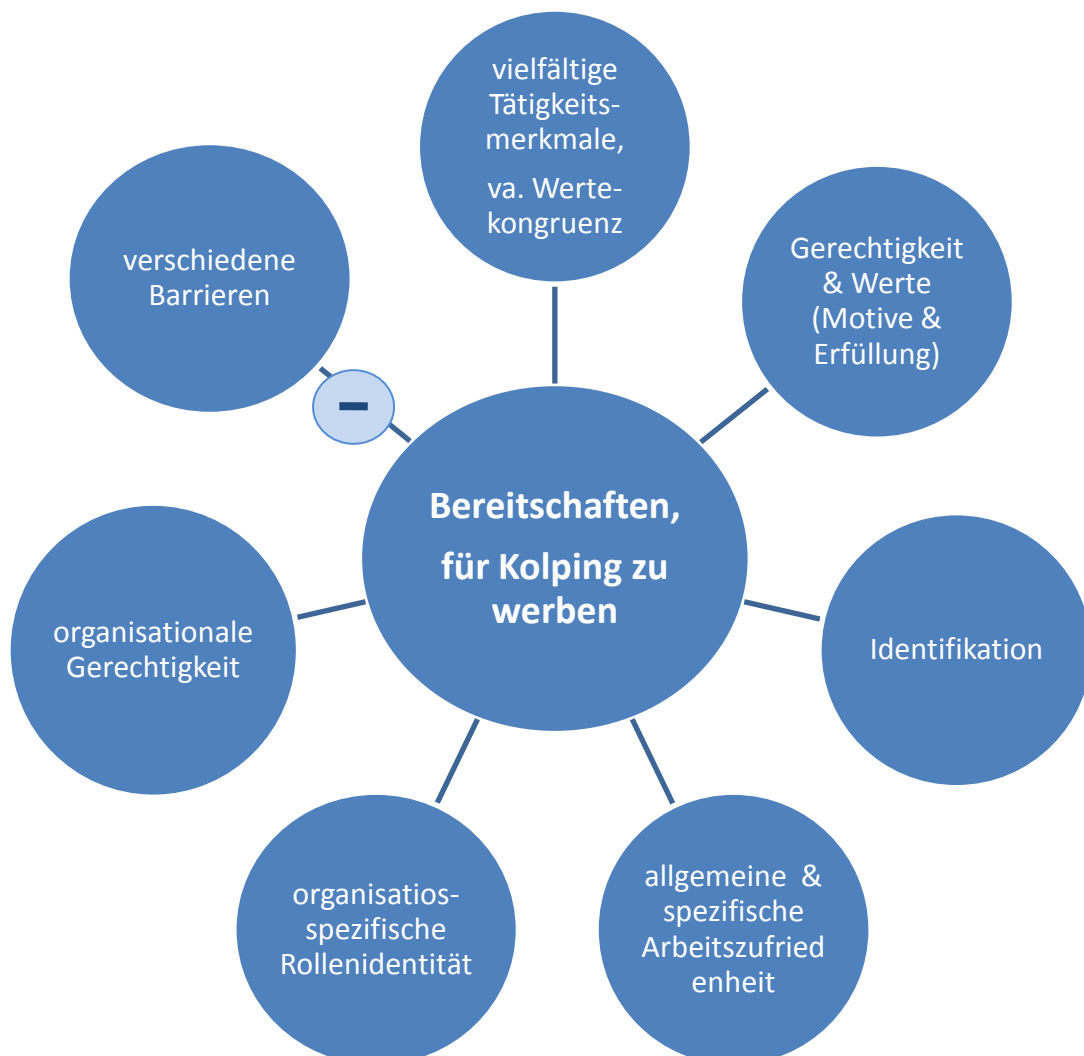 vielfältige
Tätigkeits-
merkmale,
va. Werte-
kongruenz
Gerechtigkeit
& Werte
(Motive &
Erfüllung)
verschiedene
Barrieren
–
Bereitschaften,
für Kolping zu
werben
organisationale
Gerechtigkeit
Identifikation
organisatios-
spezifische
Rollenidentität
allgemeine &
spezifische
Arbeitszufried
enheit